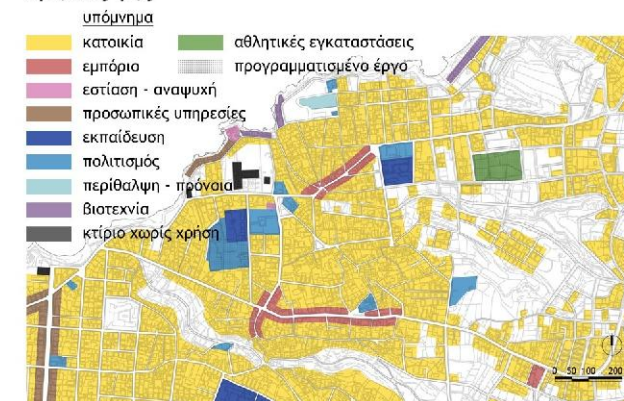 υπόμνημα
κατοικία
αθλητικές εγκαταστάσεις
εμπόριο
προγραμματισμένο έργο
εστίαση - αναψυχή
προσωπικές υπηρεσίες
εκπαίδευση
πολιτισμός
περίθαλψη - πρόνοια
βιοτεχνία
κτίριο χωρίς χρήση
0 50 100 200